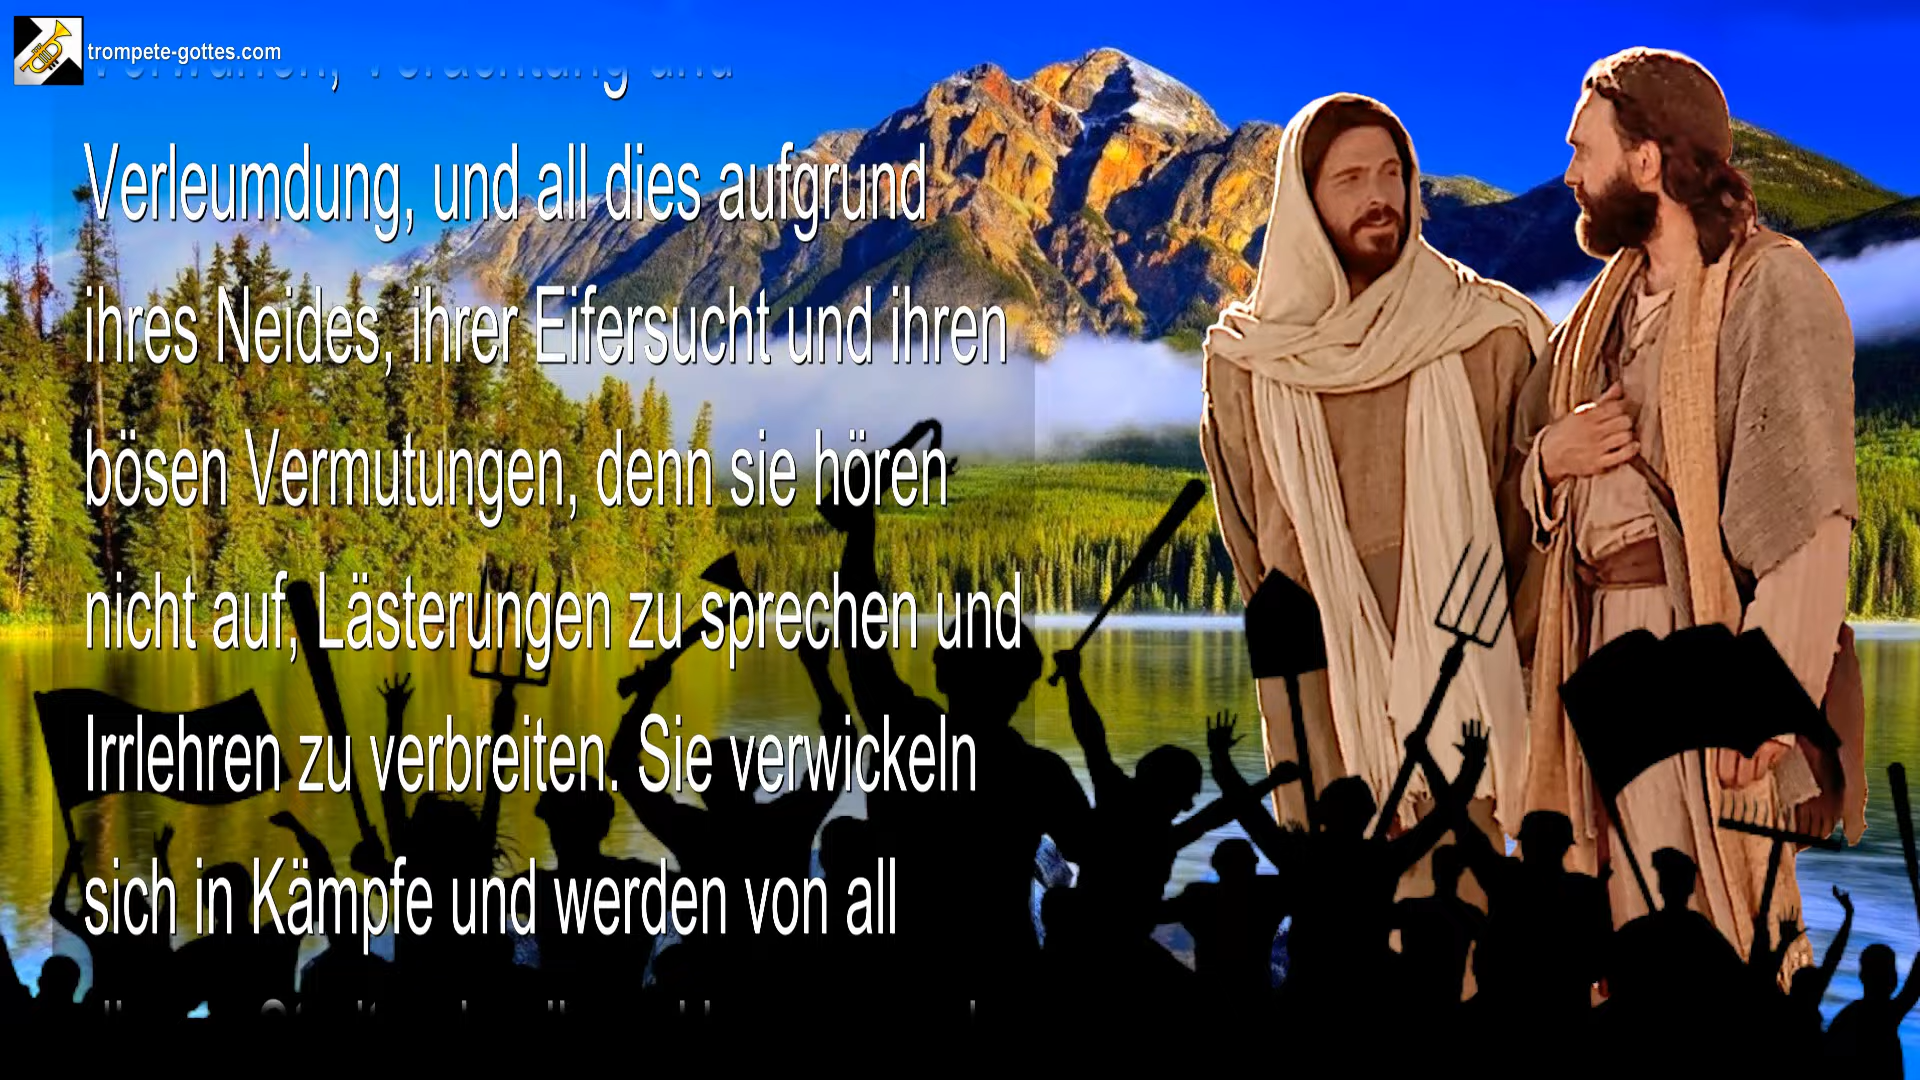 trompete-gottes.com
Verleumdung, und all dies aufgrund
ihres Neides, ihrer Eifersucht und ihren
bösen Vermutungen, denn sie hören
nicht auf, Lästerungen zu sprechen und
Irrlehren zu verbreiten. Sie verwickeln
sich in Kämpfe und werden von all